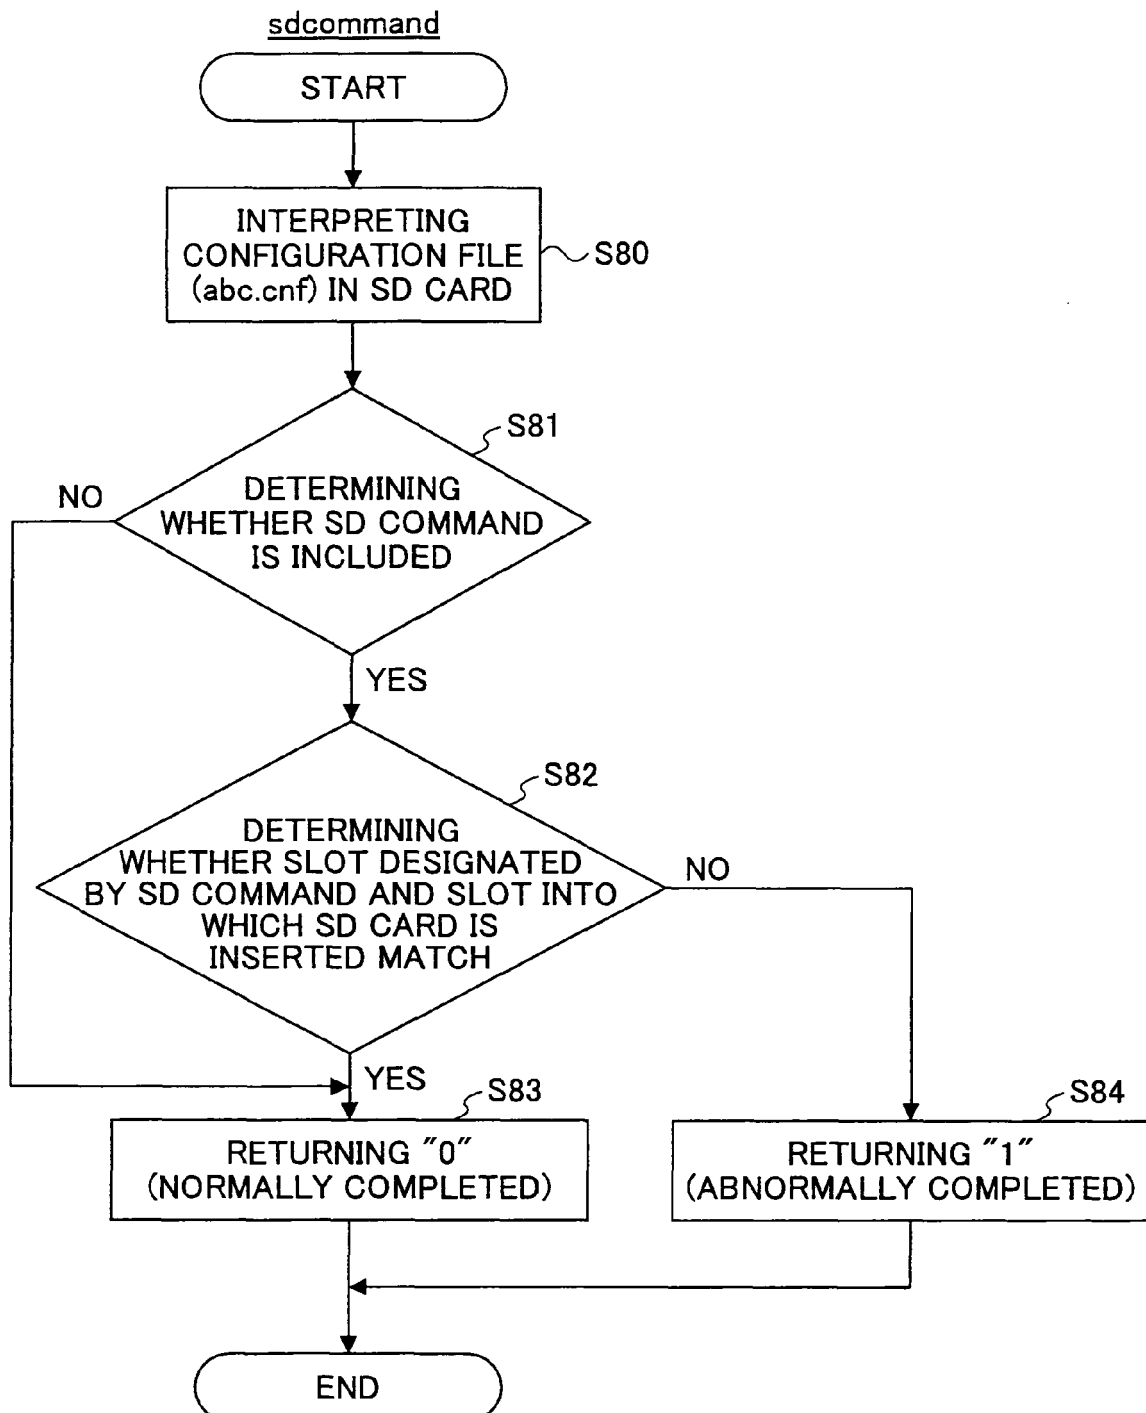 sdcommand
START
INTERPRETING
CONFIGURATION FILE
(abc.cnf) IN SD CARD
S80
S81
NO
DETERMINING
WHETHER SD COMMAND
IS INCLUDED
YES
S82
DETERMINING
WHETHER SLOT DESIGNATED
BY SD COMMAND AND SLOT INTO
WHICH SD CARD IS
INSERTED MATCH
NO
YES
S83
S84
RETURNING "0"
(NORMALLY COMPLETED)
RETURNING "1"
(ABNORMALLY COMPLETED)
END